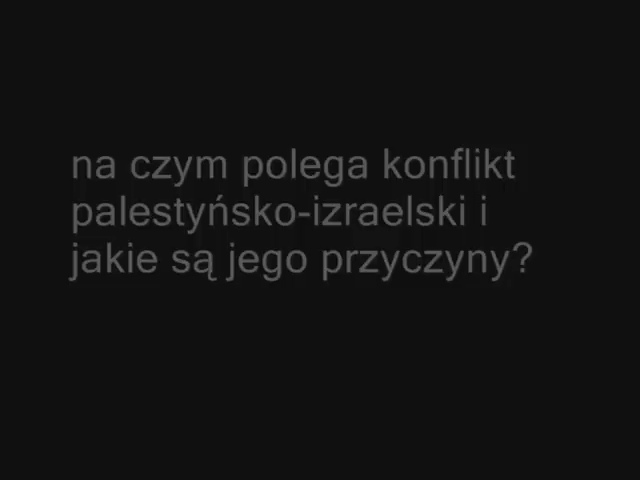 na czym polega konflikt
palestyńsko-izraelski i
jakie są jego przyczyny?